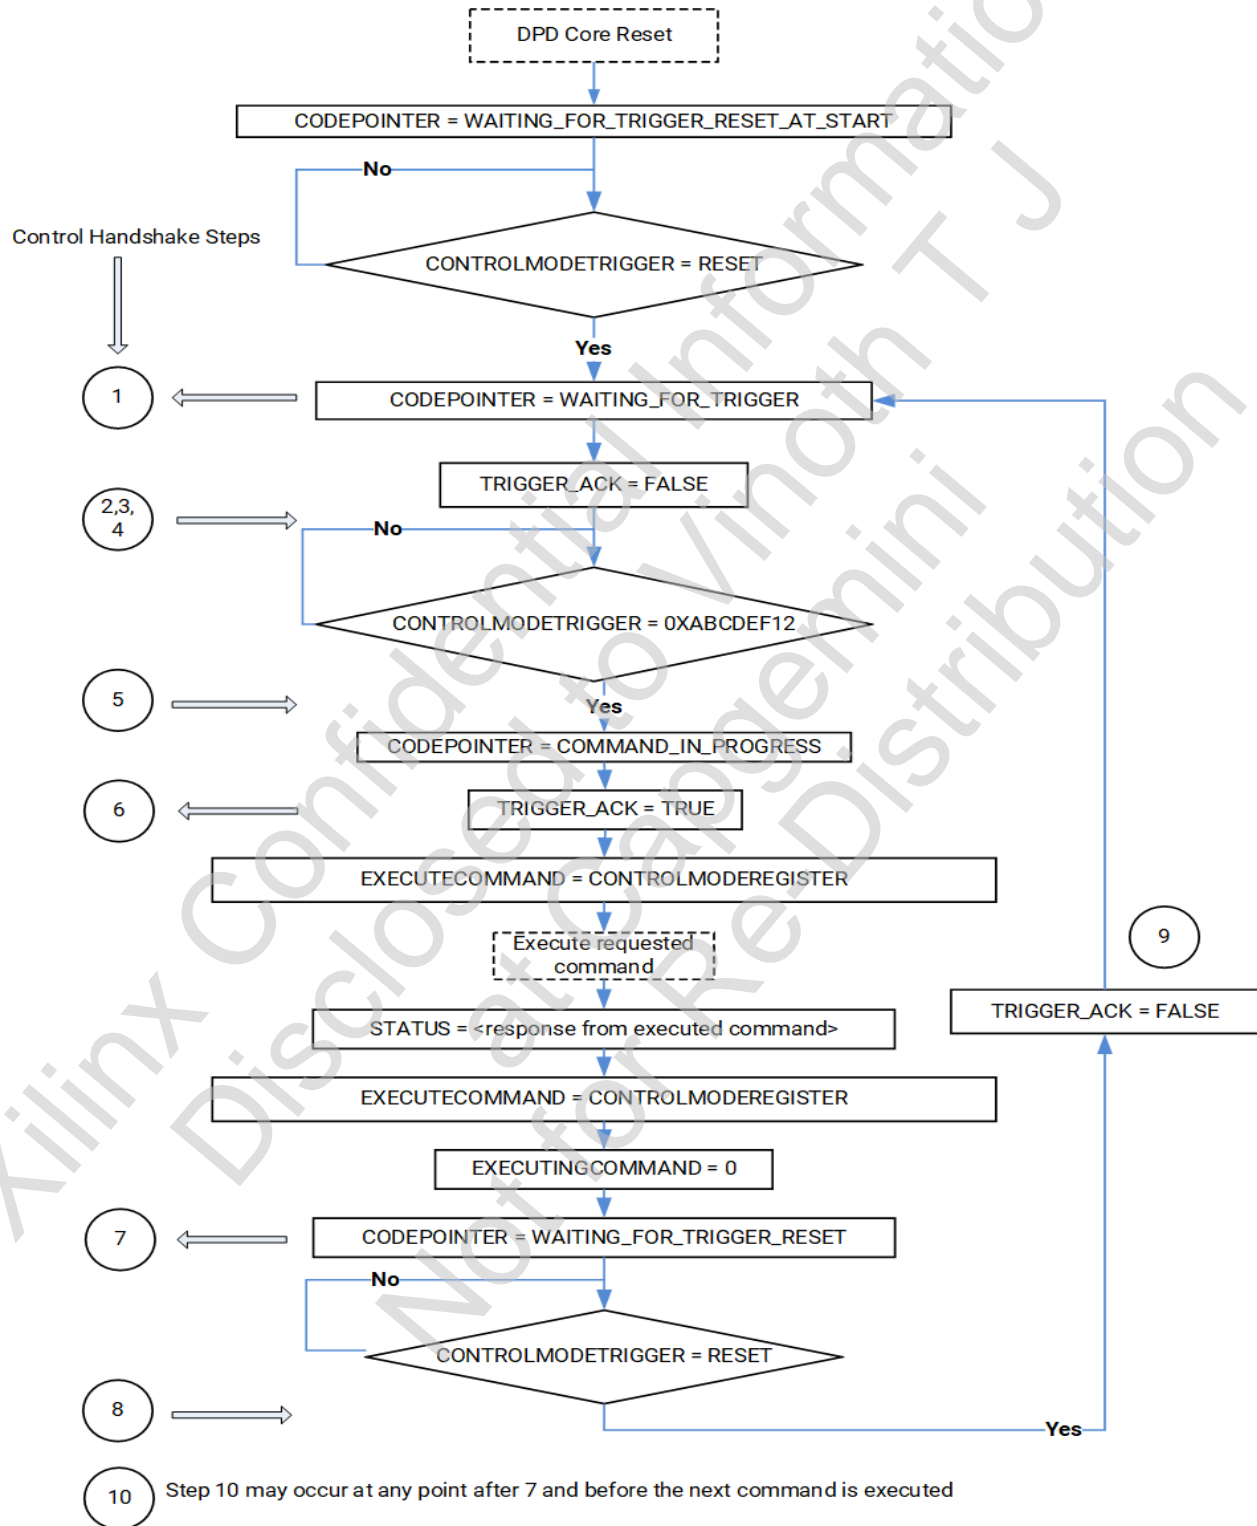 DPD Core Reset
CODEPOINTER = WAITING_FOR_TRIGGER_RESET_AT_START
No
Control Handshake Steps
CONTROLMODETRIGGER = RESET
Yes
1
CODEPOINTER = WAITING_FOR_TRIGGER
TRIGGER_ACK = FALSE
2,3,
4
No
CONTROLMODETRIGGER = 0XABCDEF12
5
Yes
CODEPOINTER = COMMAND_IN_PROGRESS
6
TRIGGER_ACK = TRUE
EXECUTECOMMAND = CONTROLMODEREGISTER
9
Execute requested
command
TRIGGER_ACK = FALSE
STATUS = <response from executed command>
EXECUTECOMMAND = CONTROLMODEREGISTER
EXECUTINGCOMMAND = 0
7
CODEPOINTER = WAITING_FOR_TRIGGER_RESET
No
CONTROLMODETRIGGER = RESET
8
Yes
10
Step 10 may occur at any point after 7 and before the next command is executed
Xilinx Confidential Informatio
Disclosed to Vinoth T J
at Capgemini
Not for Re-Distribution